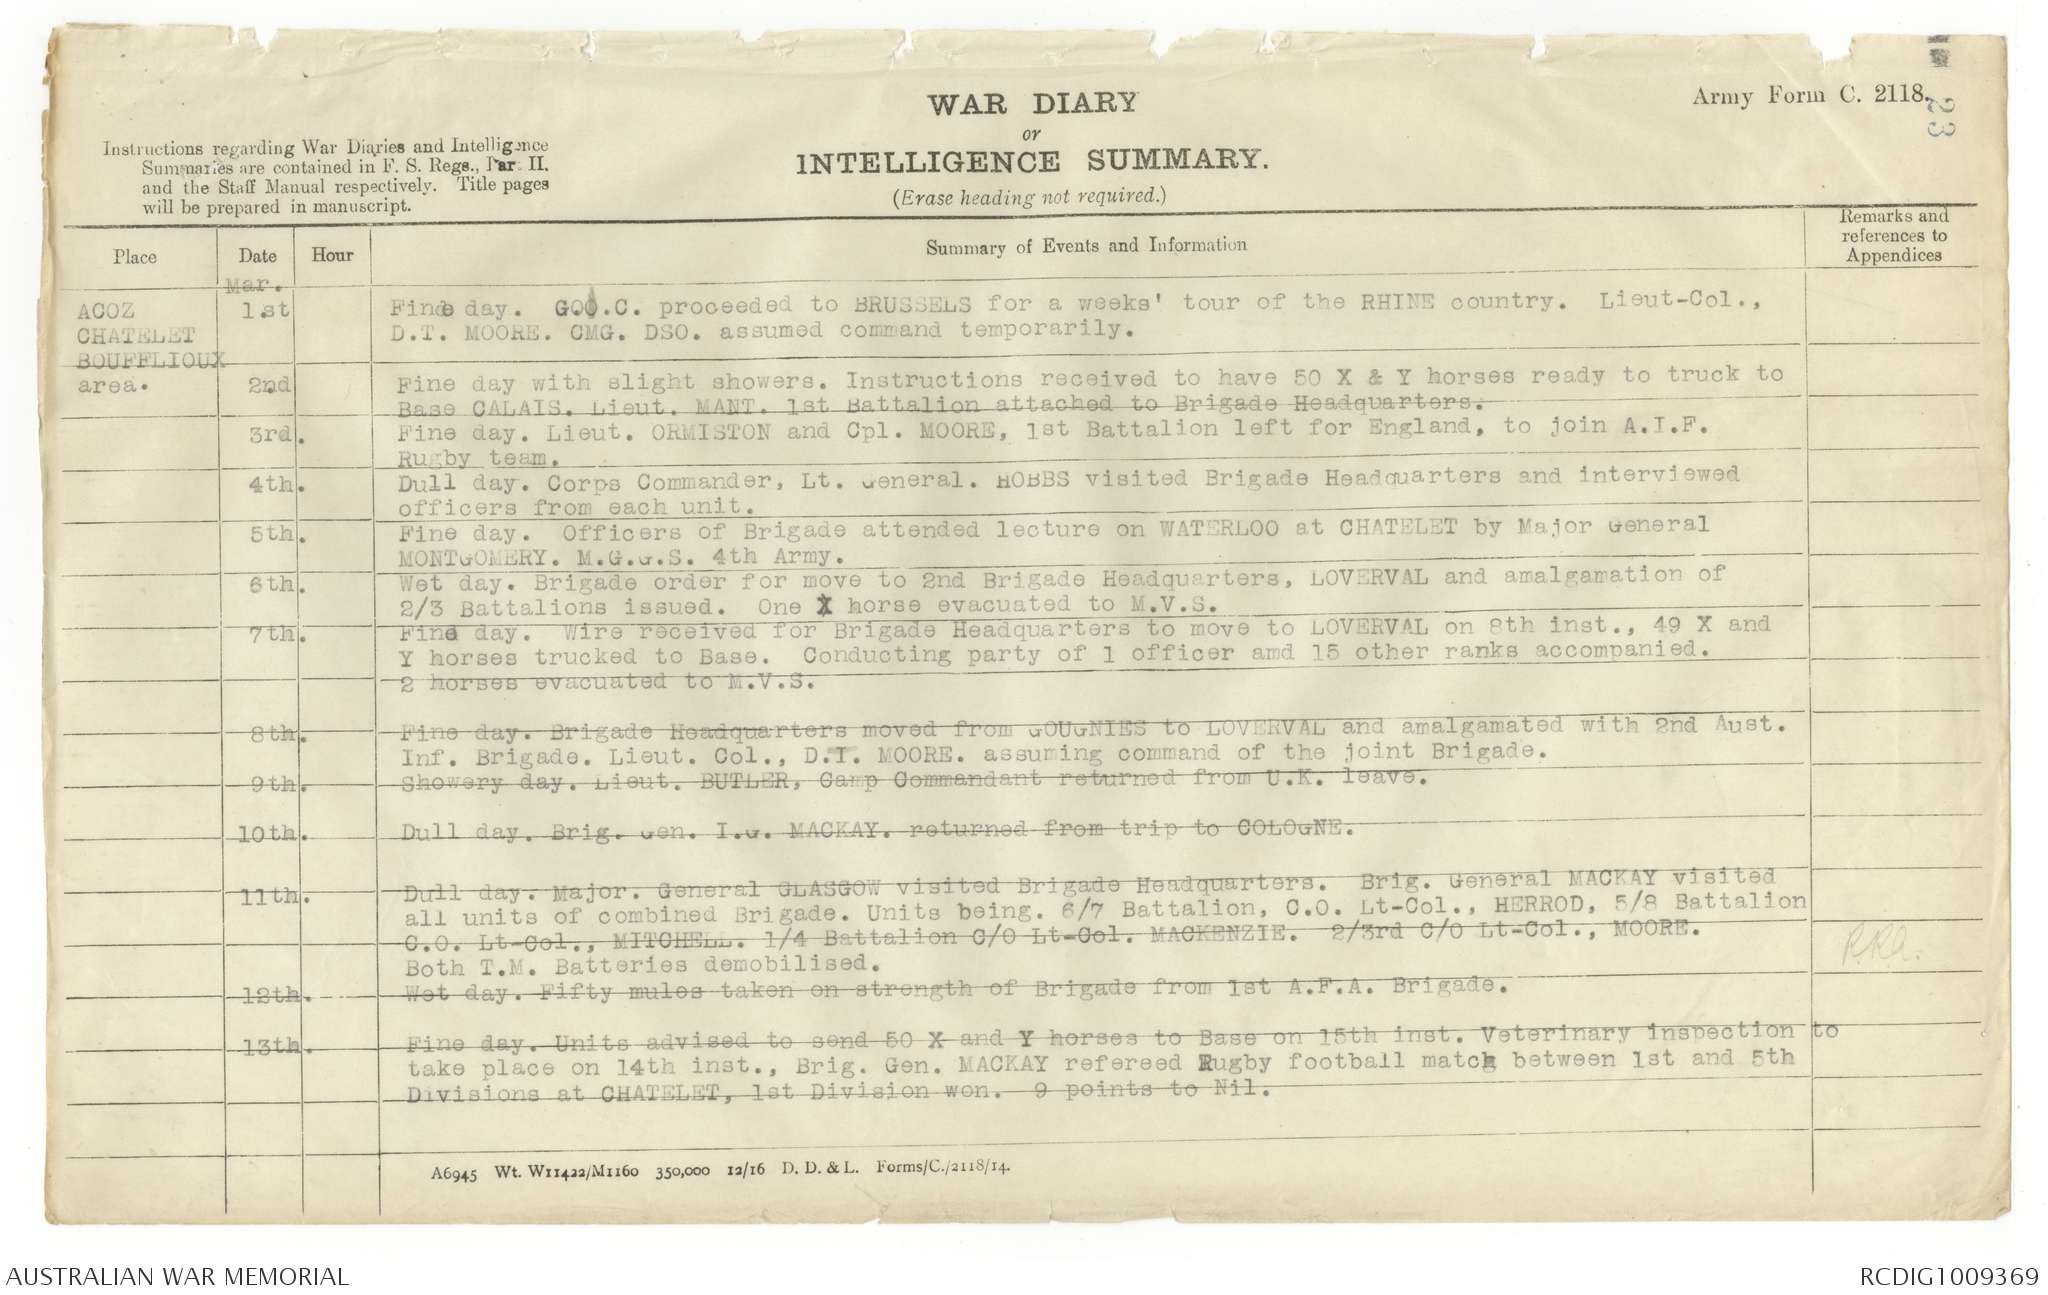 WAR DIARY
or
INTELLIGENCE SUMMARY.
(Erase heading not required.)
Army Form C. 2118.
23
Instructions regarding War Diaries and Intelligence
Summaries are contained in F. S. Regs., Part II.
and the Staff Manual respectively. Title pages
will be prepared in manuscript.
Place Date Hour Summary of Events and Information Remarks and references to Appendices
Mar.
ACOZ 1.st Fine day. GO.C. proceeded to BRUSSELS for a weeks' tour of the RHINE country. Lieut-Col.,
CHATELET D.T. MOORE. CMG. DSO. assumed command temporarily.
BOUFFLIOUX
area. 2nd Fine day with slight showers. Instructions received to have 50 X & Y horses ready to truck to
Base CALAIS. Lieut. MANT. 1st Battalion attached to Brigade Headquarters.
3rd. Fine day. Lieut. ORMISTON and Cpl. MOORE, 1st Battalion left for England, to join A.I.F.
Rugby team.
4th. Dull day. Corps Commander, Lt. General. HOBBS visited Brigade Headquarters and interviewed
officers from each unit.
5th. Fine day. Officers of Brigade attended lecture on WATERLOO at CHATELET by Major General
MONTGOMERY. M.G.G.S. 4th Army.
6th. Wet day. Brigade order for move to 2nd Brigade Headquarters, LOVERVAL and amalgamation of
2/3 Battalions issued. One X horse evacuated to M.V.S.
7th. Fine day. Wire received for Brigade Headquarters to move to LOVERVAL on 8th inst., 49 X and
Y horses trucked to Base. Conducting party of 1 officer amd 15 other ranks accompanied.
2 horses evacuated to M.V.S.
8th. Fine day. Brigade Headquarters moved from GOUGNIES to LOVERVAL and amalgamated with 2nd Aust.
Inf. Brigade. Lieut. Col., D.T. MOORE. assuming command of the joint Brigade.
9th. Showery day. Lieut. BUTLER, Camp Commandant returned from U.K. leave.
10th. Dull day. Brig. Gen. I.G. MACKAY. returned from trip to COLOGNE.
11th. Dull day. Major. General GLASGOW visited Brigade Headquarters. Brig. General MACKAY visited
all units of combined Brigade. Units being. 6/7 Battalion, C.O. Lt-Col., HERROD, 5/8 Battalion
C.O. Lt-Col., MITCHELL. 1/4 Battalion C/O Lt-Col. MACKENZIE. 2/3rd C/O Lt-Col., MOORE.
Both T.M. Batteries demobilised.
12th. Wet day. Fifty mules taken on strength of Brigade from 1st A.F.A. Brigade.
13th. Fine day. Units advised to send 50 X and Y horses to Base on 15th inst. Veterinary inspection to
take place on 14th inst., Brig. Gen. MACKAY refereed Rugby football match between 1st and 5th
Divisions at CHATELET, 1st Division won. 9 points to Nil.
A6945 Wt. W11422/M1160 350,000 12/16 D. D. & L. Forms/C./2118/14.
AUSTRALIAN WAR MEMORIAL
RCDIG1009369